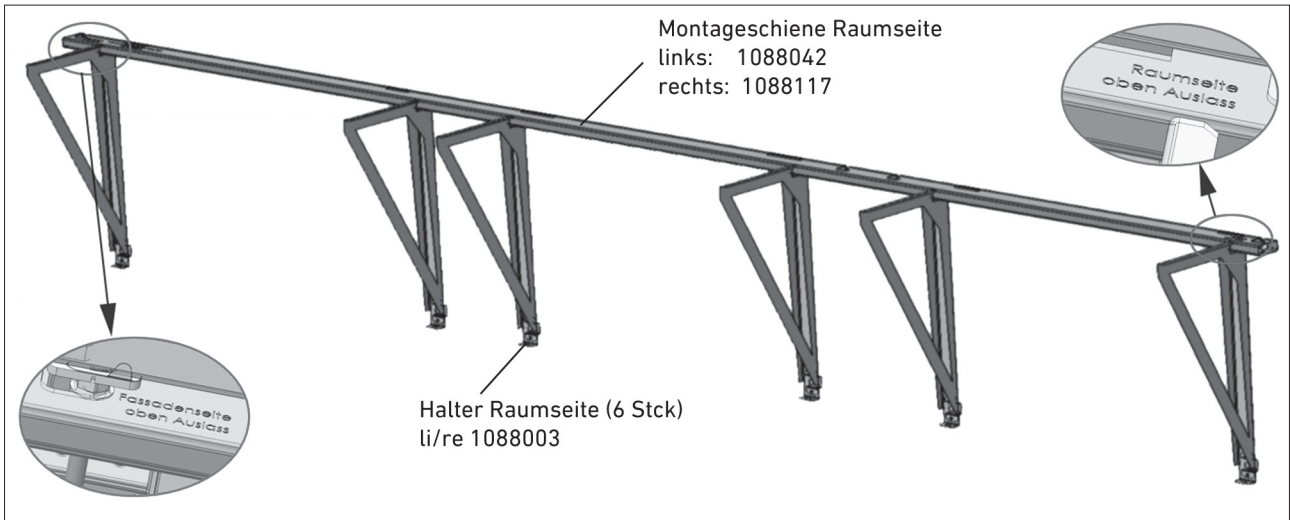 Montageschiene Raumseite
links: 1088042
rechts: 1088117
Raumseite
oben Auslass
Fassadenseite
oben Auslass
Halter Raumseite (6 Stck)
li/re 1088003